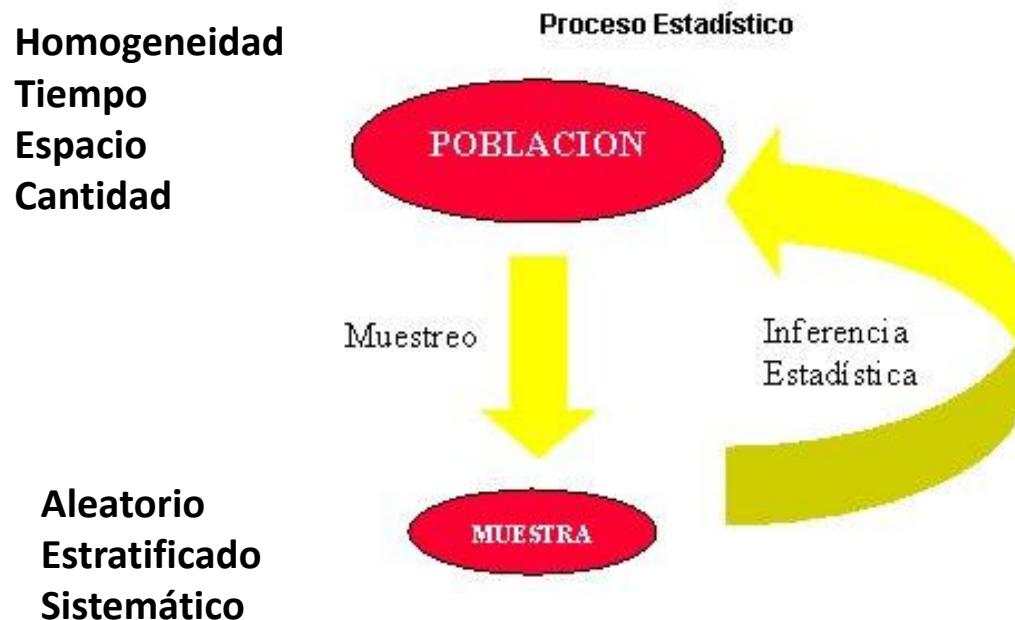 Proceso Estadístico
Homogeneidad
Tiempo
Espacio
Cantidad
POBLACION
Muestreo
Inferencia
Estadística
Aleatorio
Estratificado
Sistemático
MUESTRA